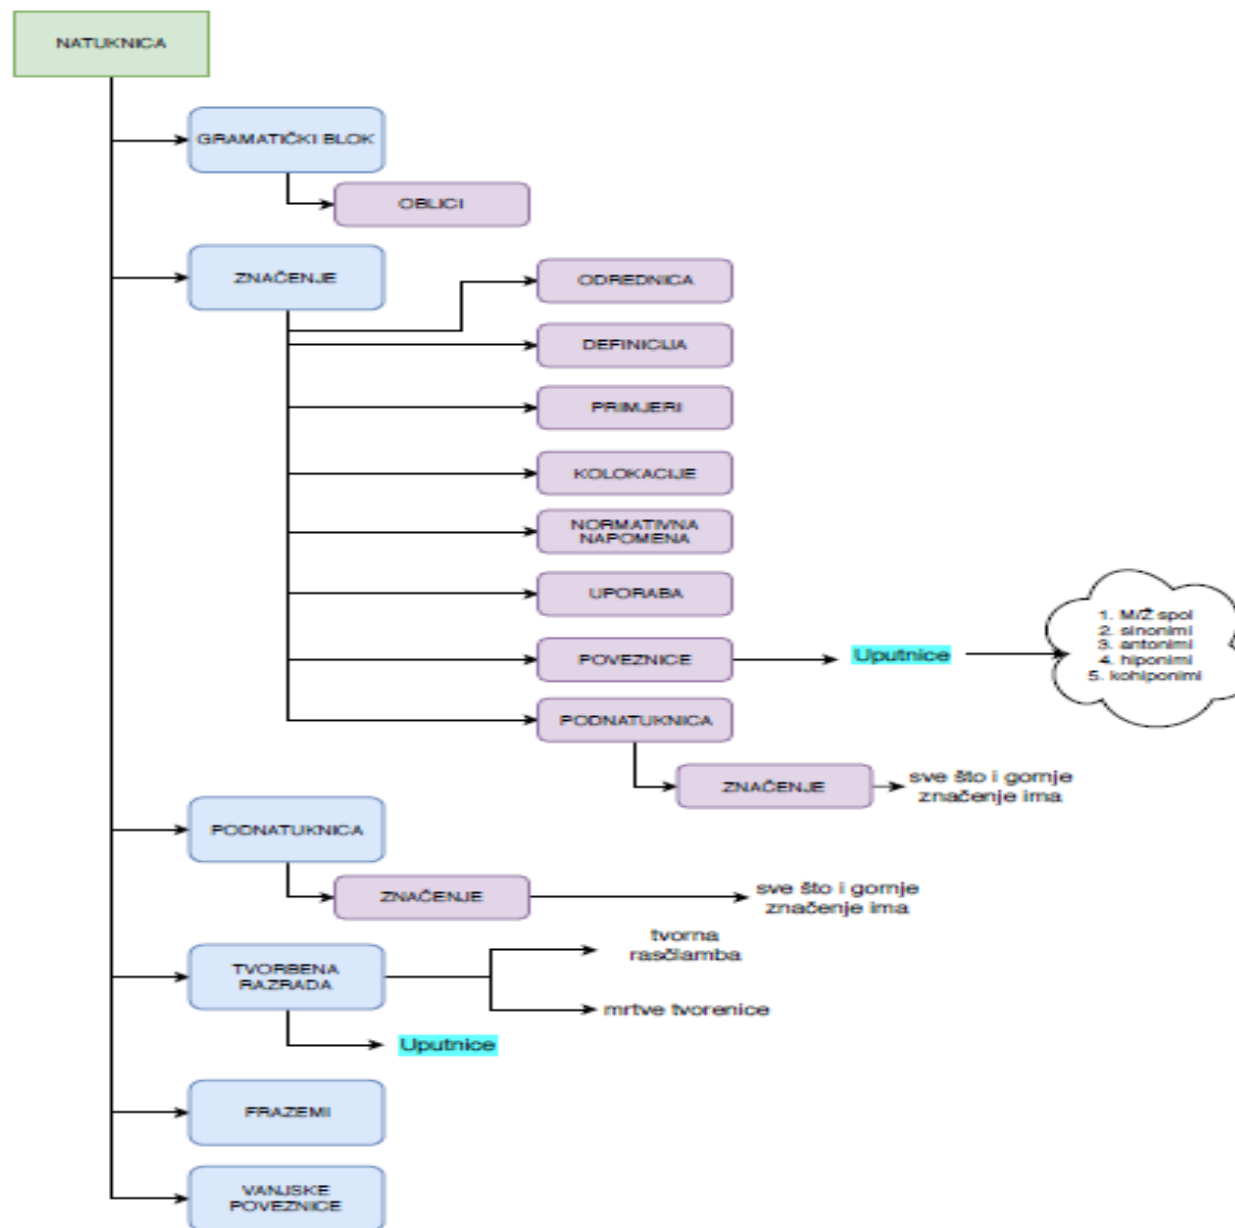 NATUKNICA
GRAMATIČKI BLOK
OBLICI
ZNAČENJE
ODREDNICA
DEFINICIJA
PRIMJERI
KOLOKACIJE
NORMATIVNA
NAPOMENA
UPORABA
POVEZNICE
Uputnice
1. M/Ž spol
2. sinonimi
3. antonimi
4. hiponimi
5. kohiponimi
PODNATUKNICA
ZNAČENJE
sve što i gornje
značenje ima
PODNATUKNICA
ZNAČENJE
sve što i gornje
značenje ima
TVORBENA
RAZRADA
tvorna
rasčlamba
mrtve tvorenice
Uputnice
FRAZEMI
VANJSKE
POVEZNICE